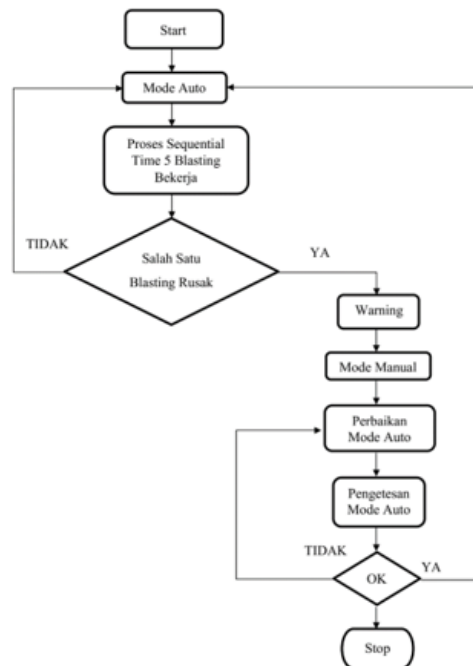 Start
Mode Auto
Proses Sequential
Time 5 Blasting
Bekerja
TIDAK
Salah Satu
Blasting Rusak
YA
Warning
Mode Manual
Perbaikan
Mode Auto
Pengetesan
Mode Auto
TIDAK
OK
YA
Stop